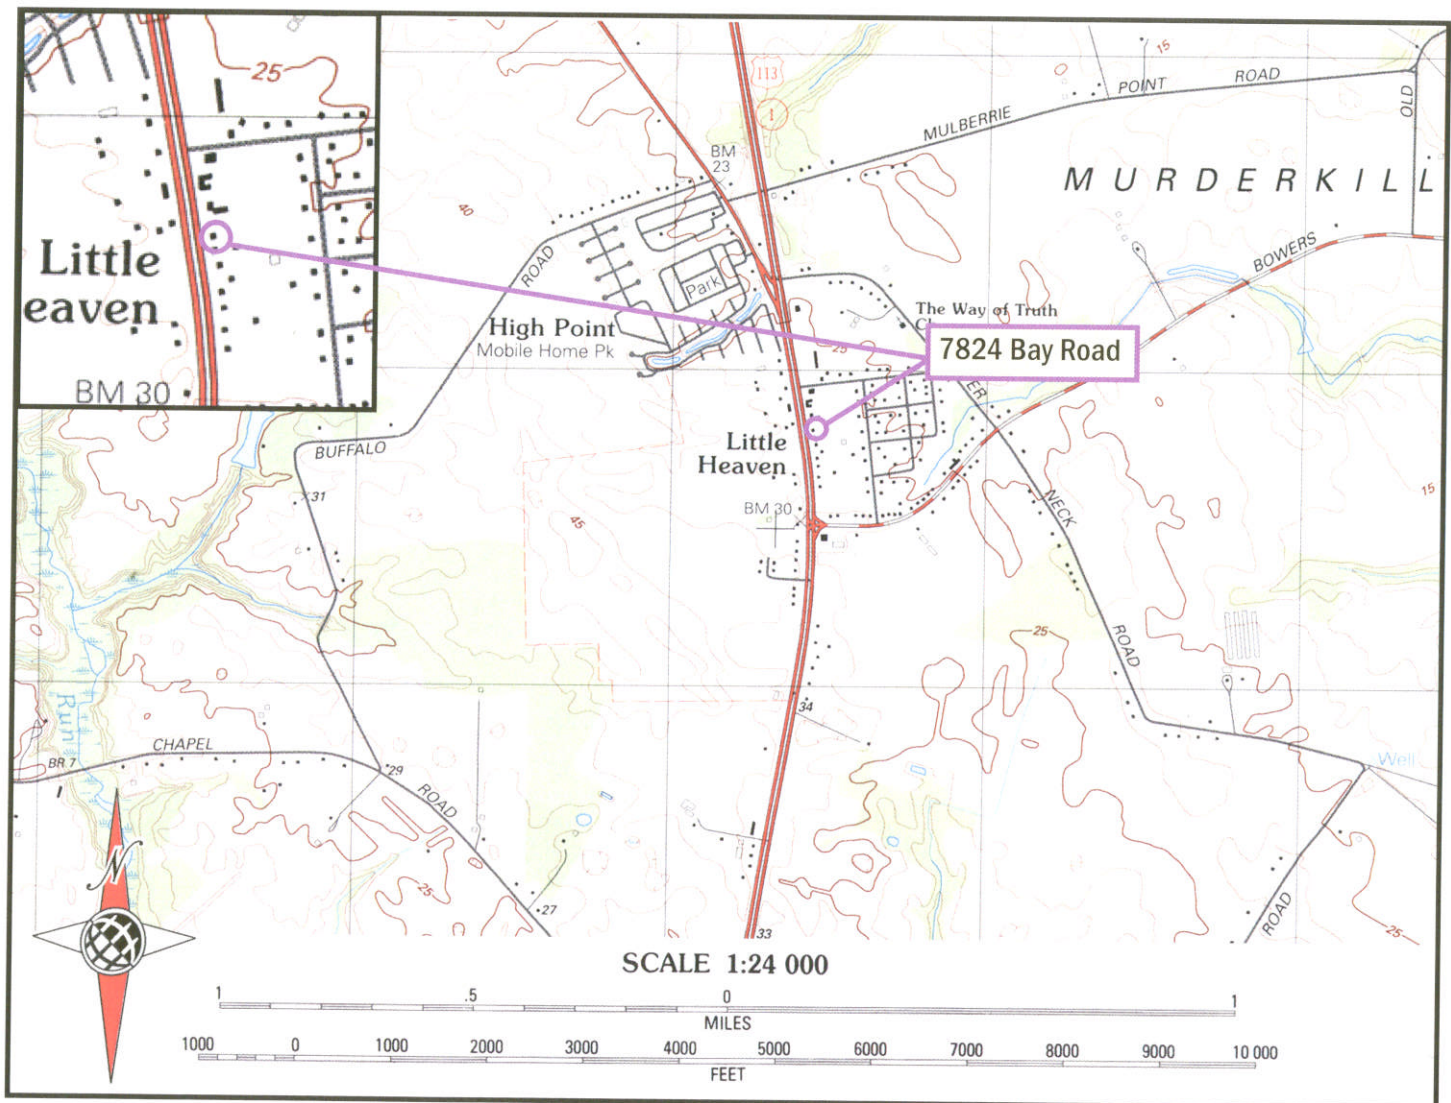 25
Little
eaven
BM 30
113
1
15
MULBERRIE
POINT
ROAD
OLD
BM
23
MURDERKILL
40
ROAD
BOWERS
Park
High Point
Mobile Home Pk
The Way of Truth
25
7824 Bay Road
ER
BUFFALO
Little
Heaven
31
45
BM 30
NECK
15
25
ROAD
Run
34
CHAPEL
BR 7
29
ROAD
Well
25
27
33
ROAD
25
N
SCALE 1:24 000
1 .5 0 1
MILES
1000 0 1000 2000 3000 4000 5000 6000 7000 8000 9000 10 000
FEET